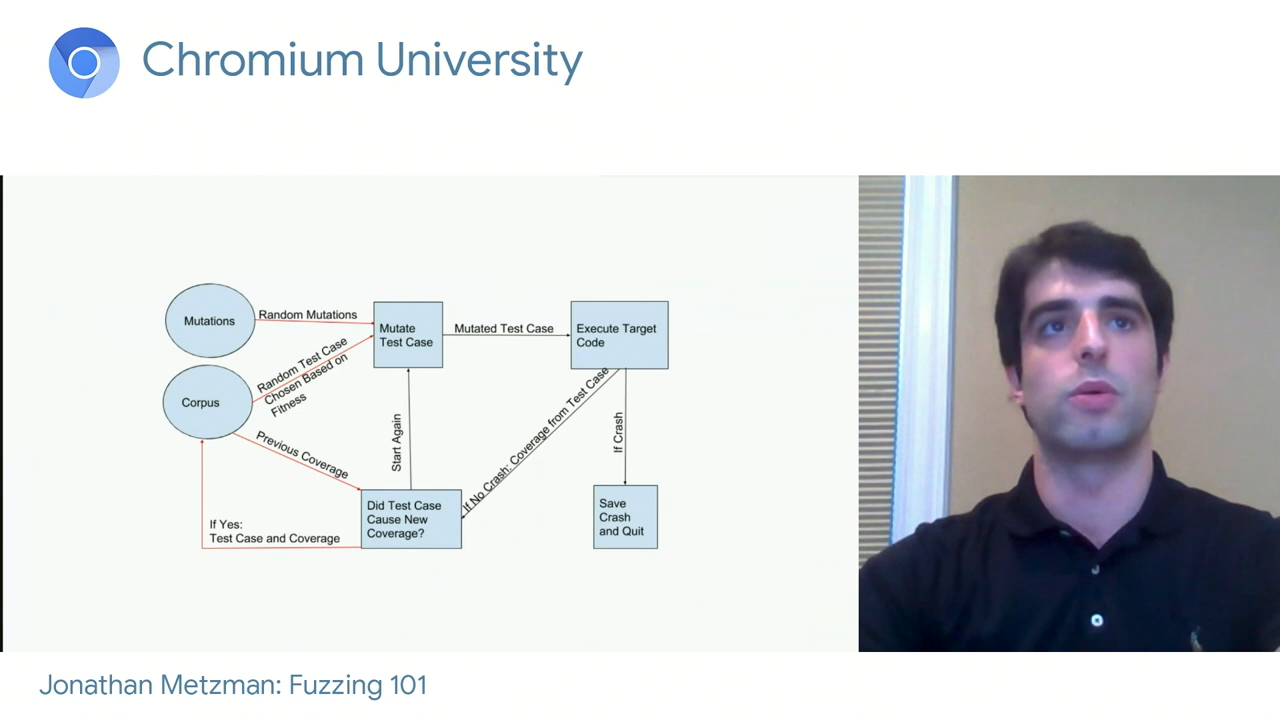 Chromium University
Mutations
Random Mutations
Mutate
Test Case
Mutated Test Case
Execute Target
Code
Random Test Case
Chosen Based on
Fitness
Corpus
Previous Coverage
Start Again
If No Crash: Coverage from Test Case
If Crash
Did Test Case
Cause New
Coverage?
Save
Crash
and Quit
If Yes:
Test Case and Coverage
Jonathan Metzman: Fuzzing 101